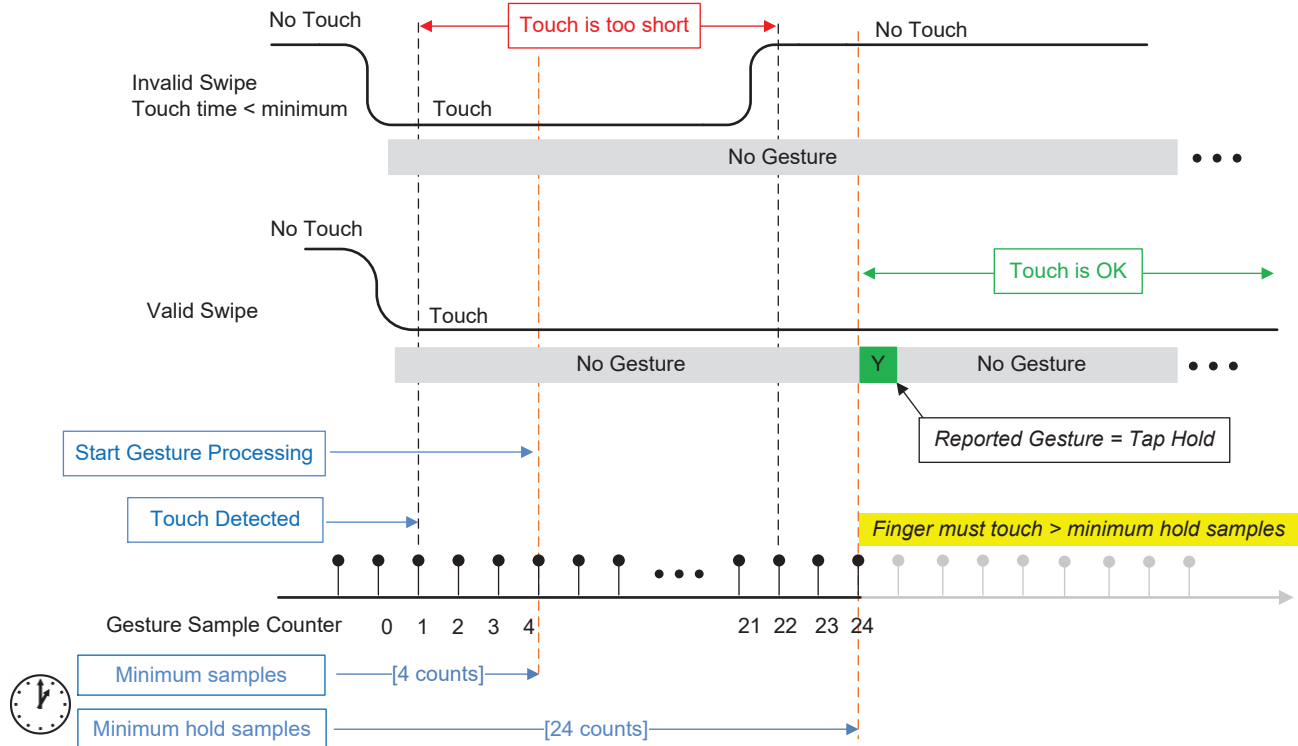 No Touch
Touch is too short
No Touch
Invalid Swipe
Touch time < minimum
Touch
No Gesture
No Touch
Touch is OK
Valid Swipe
Touch
No Gesture
Y
No Gesture
Reported Gesture = Tap Hold
Start Gesture Processing
Touch Detected
Finger must touch > minimum hold samples
Gesture Sample Counter 0 1 2 3 4 21 22 23 24
Minimum samples [4 counts]
Minimum hold samples [24 counts]